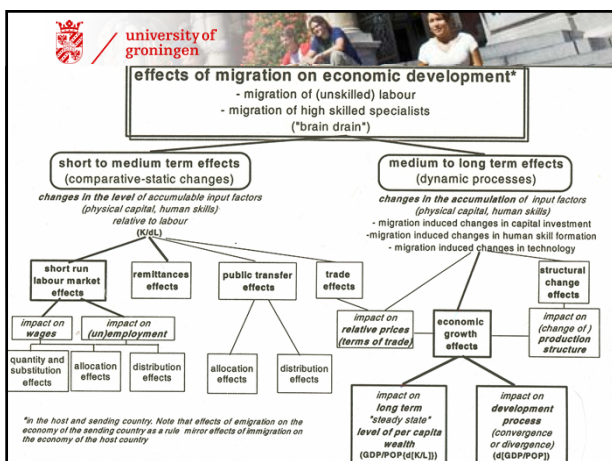 university of
groningen
effects of migration on economic development*
- migration of (unskilled) labour
- migration of high skilled specialists
("brain drain")
short to medium term effects
(comparative-static changes)
changes in the level of accumulable input factors
(physical capital, human skills)
relative to labour
(K/dL)
medium to long term effects
(dynamic processes)
changes in the accumulation of input factors
(physical capital, human skills)
- migration induced changes in capital investment
-migration induced changes in human skill formation
- migration induced changes in technology
short run
labour market
effects
remittances
effects
public transfer
effects
trade
effects
structural
change
effects
impact on
wages
impact on
(un)employment
impact on
relative prices
(terms of trade)
economic
growth
effects
impact on
(change of)
production
structure
quantity and
substitution
effects
allocation
effects
distribution
effects
allocation
effects
distribution
effects
impact on
long term
"steady state"
level of per capita
wealth
(GDP/POP(d[K/L]))
impact on
development
process
(convergence
or divergence)
(d[GDP/POP])
*in the host and sending country. Note that effects of emigration on the
economy of the sending country as a rule mirror effects of immigration on
the economy of the host country